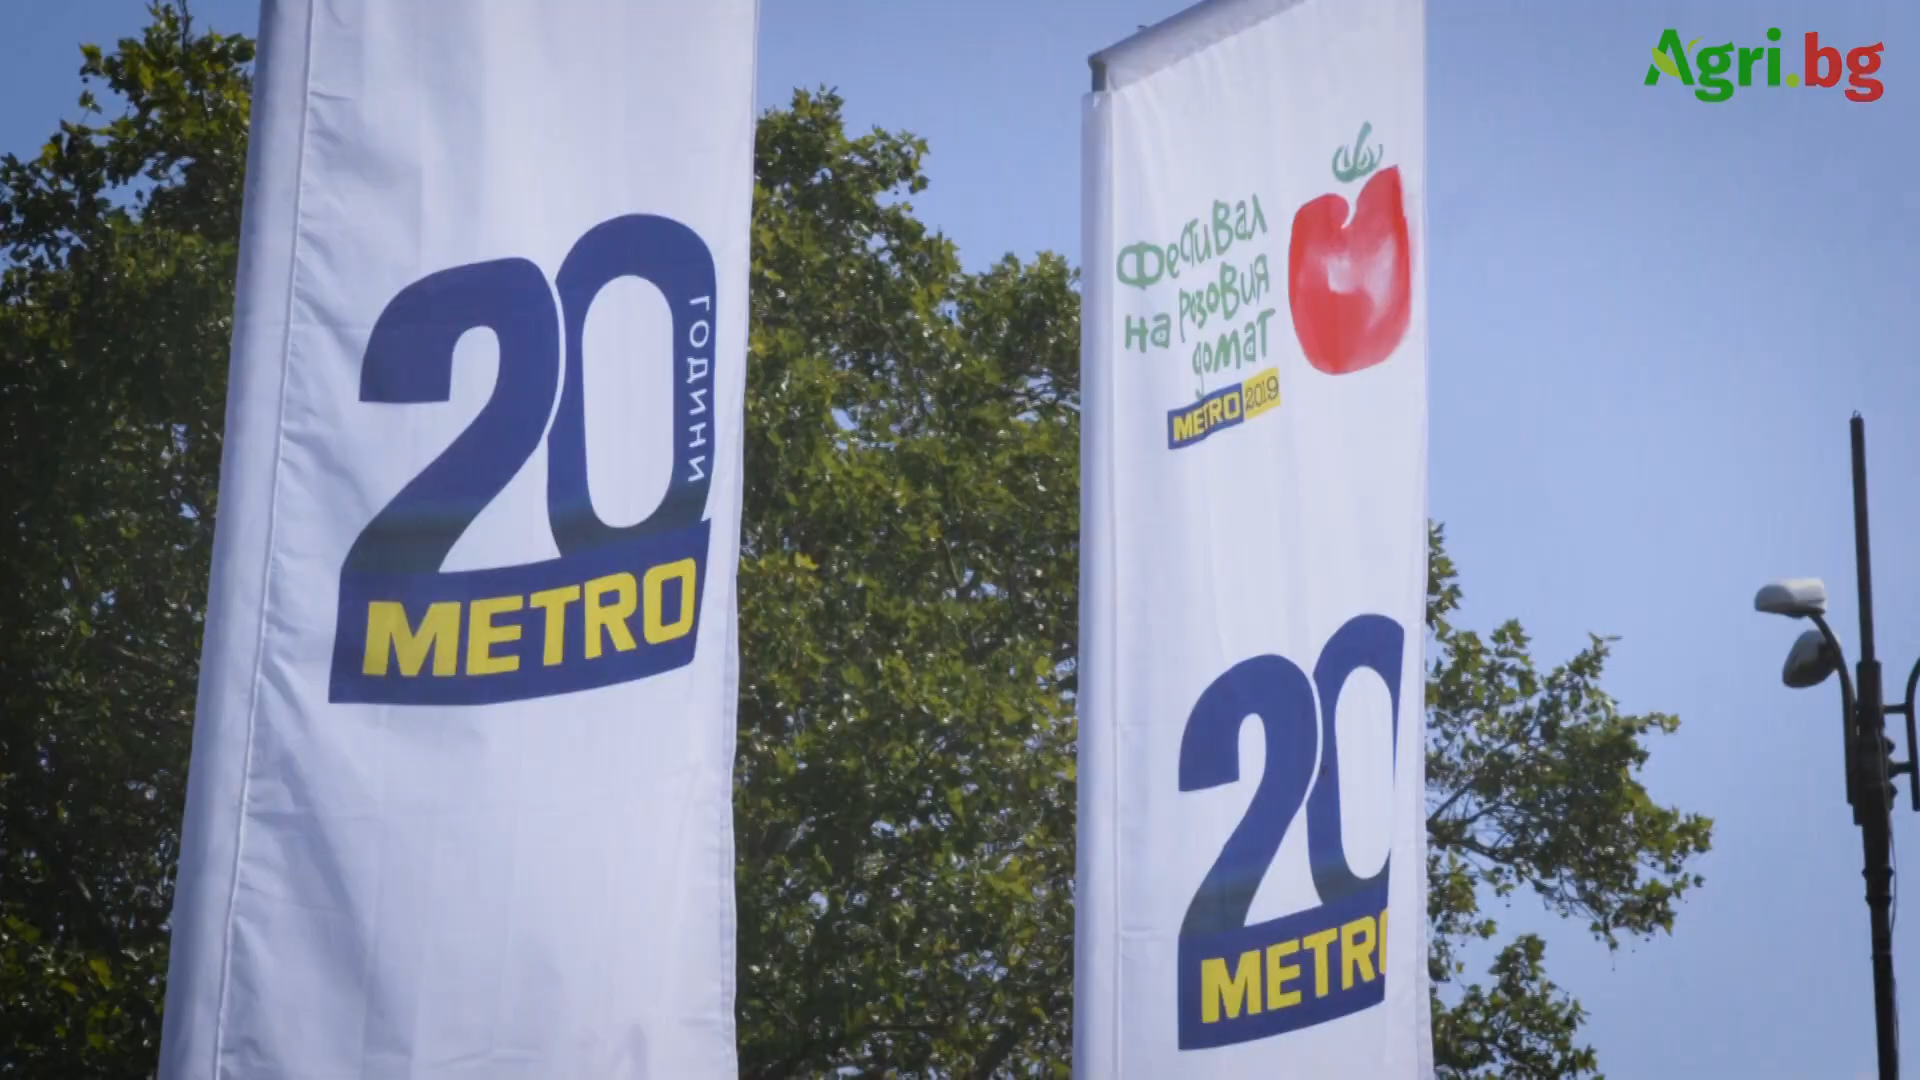 Agri.bg
20
ГОДИНИ
METRO
Фестивал
на розовия
домат
METRO 2019
20
METRO